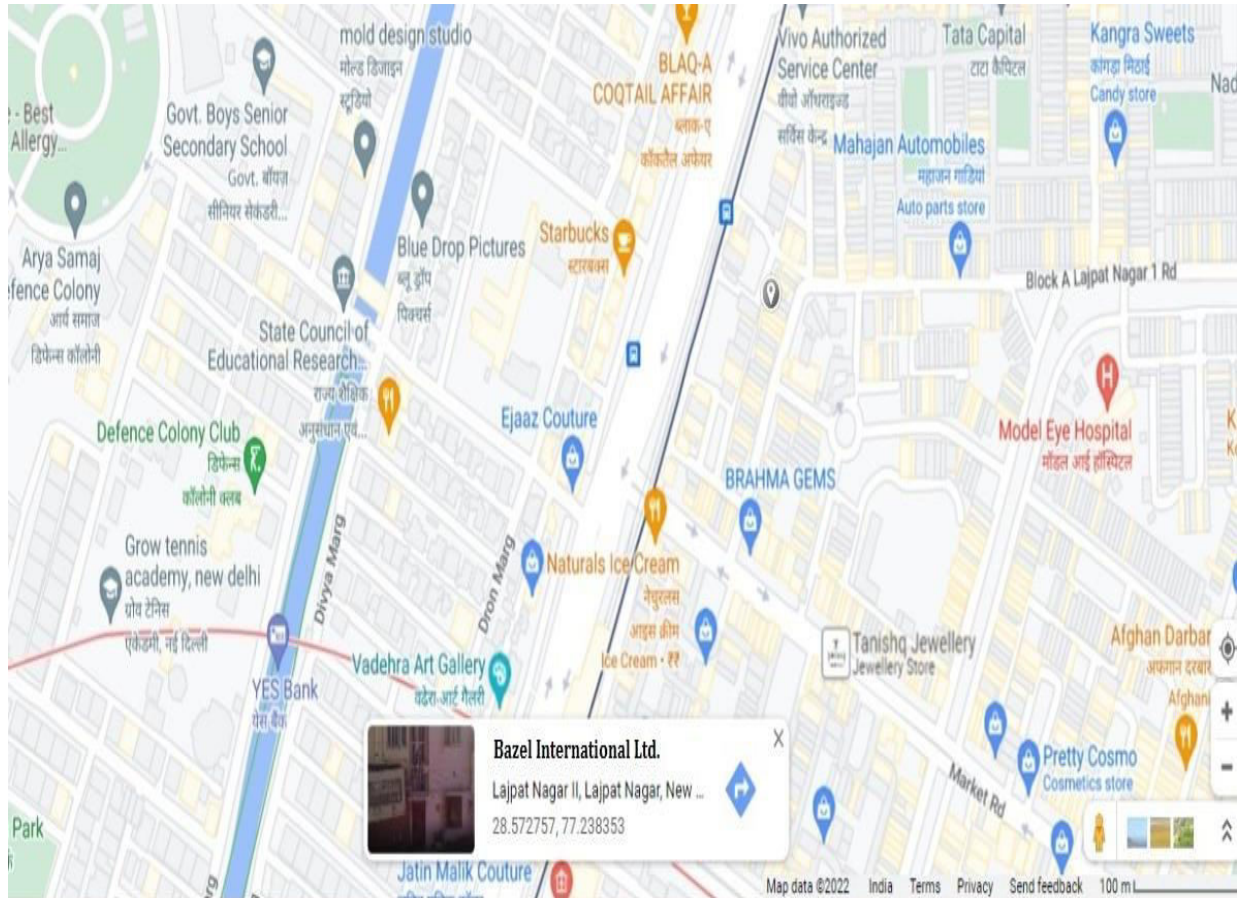 mold design studio
मोल्ड डिजाइन
स्टूडियो
BLAQ-A
COQTAIL AFFAIR
ब्लाक-ए
कॉकतैल अफेयर
Vivo Authorized
Service Center
वीवो ऑथराइज्ड
सर्विस केन्द्र
Tata Capital
टाटा कैपिटल
Kangra Sweets
कांगड़ा मिठाई
Candy store
Nad
- Best
Allergy...
Govt. Boys Senior
Secondary School
Govt. बॉयज़
सीनियर सेकंडरी...
Mahajan Automobiles
महाजन गाडियां
Auto parts store
Arya Samaj
efence Colony
आर्य समाज
डिफेन्स कॉलोनी
Blue Drop Pictures
ब्लू ड्रॉप
पिक्चर्स
Starbucks
स्टारबक्स
Block A Lajpat Nagar 1 Rd
State Council of
Educational Research...
राज्य शैक्षिक
अनुसंधान एवं...
Defence Colony Club
डिफेन्स
कॉलोनी क्लब
Ejaaz Couture
BRAHMA GEMS
Model Eye Hospital
मॉडल आई हॉस्पिटल
Grow tennis
academy, new delhi
ग्रोव टेनिस
एकेडमी, नई दिल्ली
Divya Marg
Dron Marg
Naturals Ice Cream
नेचुरलस
आइस क्रीम
Ice Cream · ₹₹
Tanishq Jewellery
Jewellery Store
Afghan Darbar
अफगान दरबार
Afghani
YES Bank
येस बैंक
Vadehra Art Gallery
वढेरा आर्ट गैलरी
Bazel International Ltd.
Lajpat Nagar II, Lajpat Nagar, New ...
28.572757, 77.238353
Pretty Cosmo
Cosmetics store
Market Rd
Park
Jatin Malik Couture
Map data ©2022 India Terms Privacy Send feedback 100 m